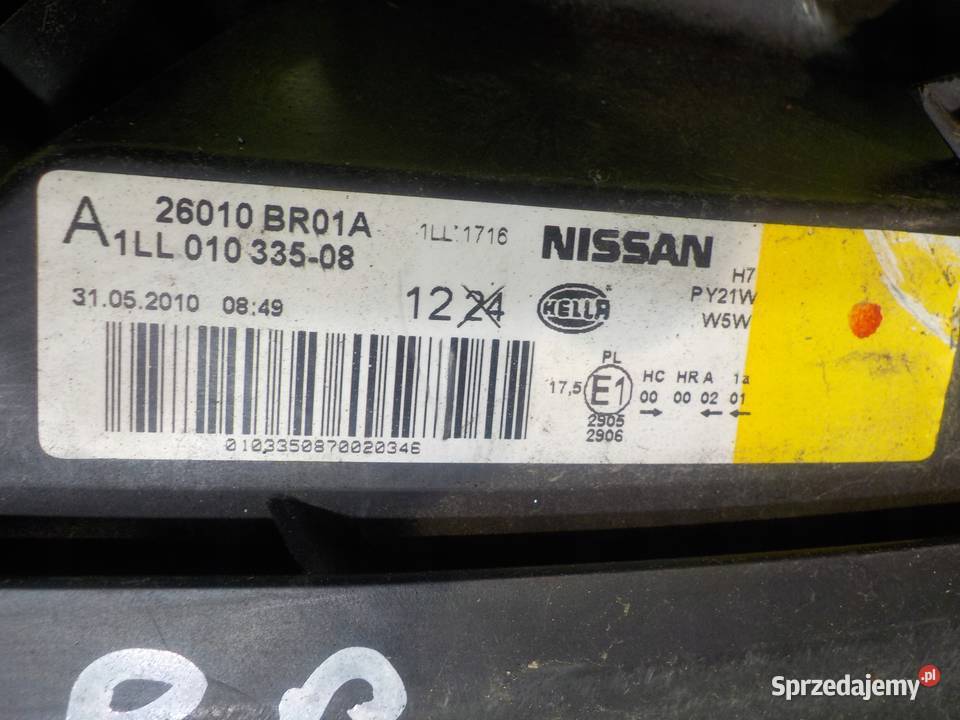 A 26010 BR01A
1LL 010 335-08
1LL 1716
NISSAN
31.05.2010 08:49
12 24
HELLA
H7
PY21W
W5W
PL
17,5 E1 HC HR A 1a
00 00 02 01
→ ← ←
2905
2906
0103350870020346
Sprzedajemy.pl